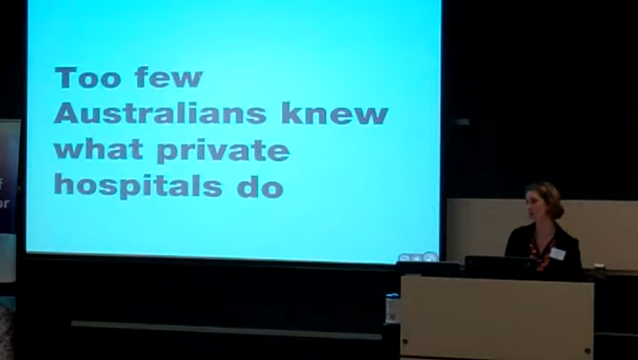 Too few
Australians knew
what private
hospitals do